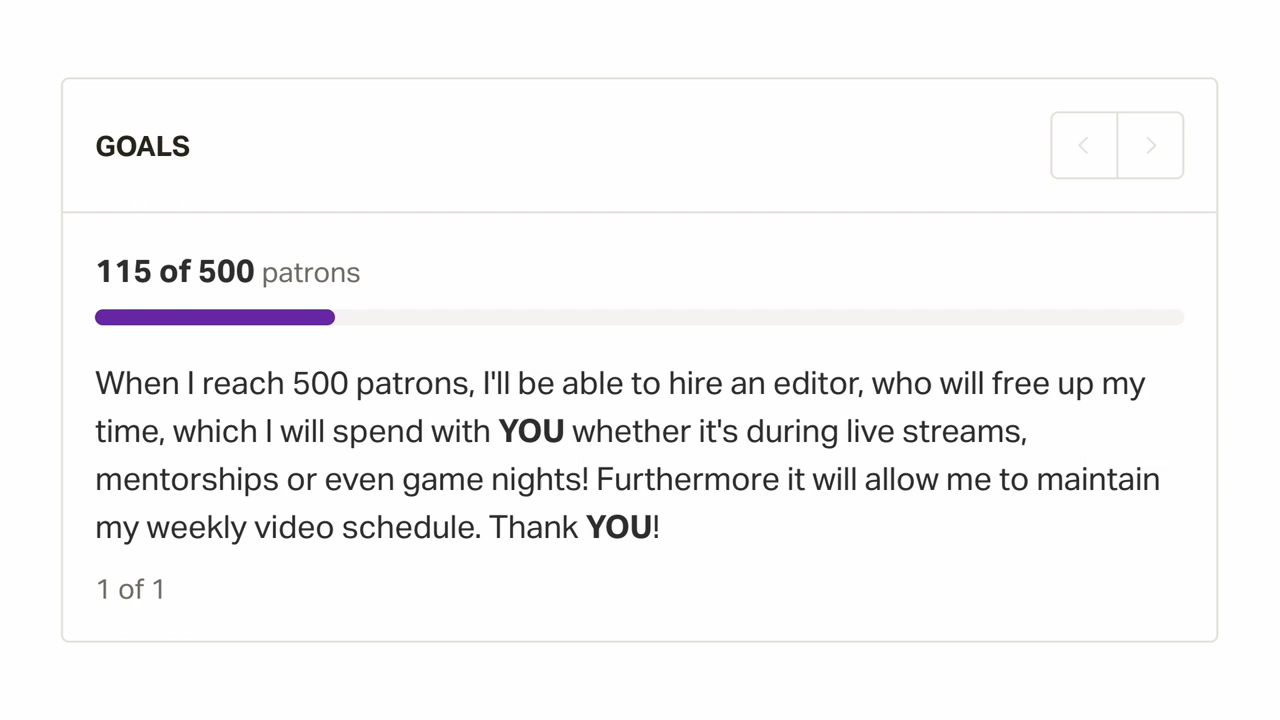 GOALS
115 of 500 patrons
When I reach 500 patrons, I'll be able to hire an editor, who will free up my
time, which I will spend with YOU whether it's during live streams,
mentorships or even game nights! Furthermore it will allow me to maintain
my weekly video schedule. Thank YOU!
1 of 1